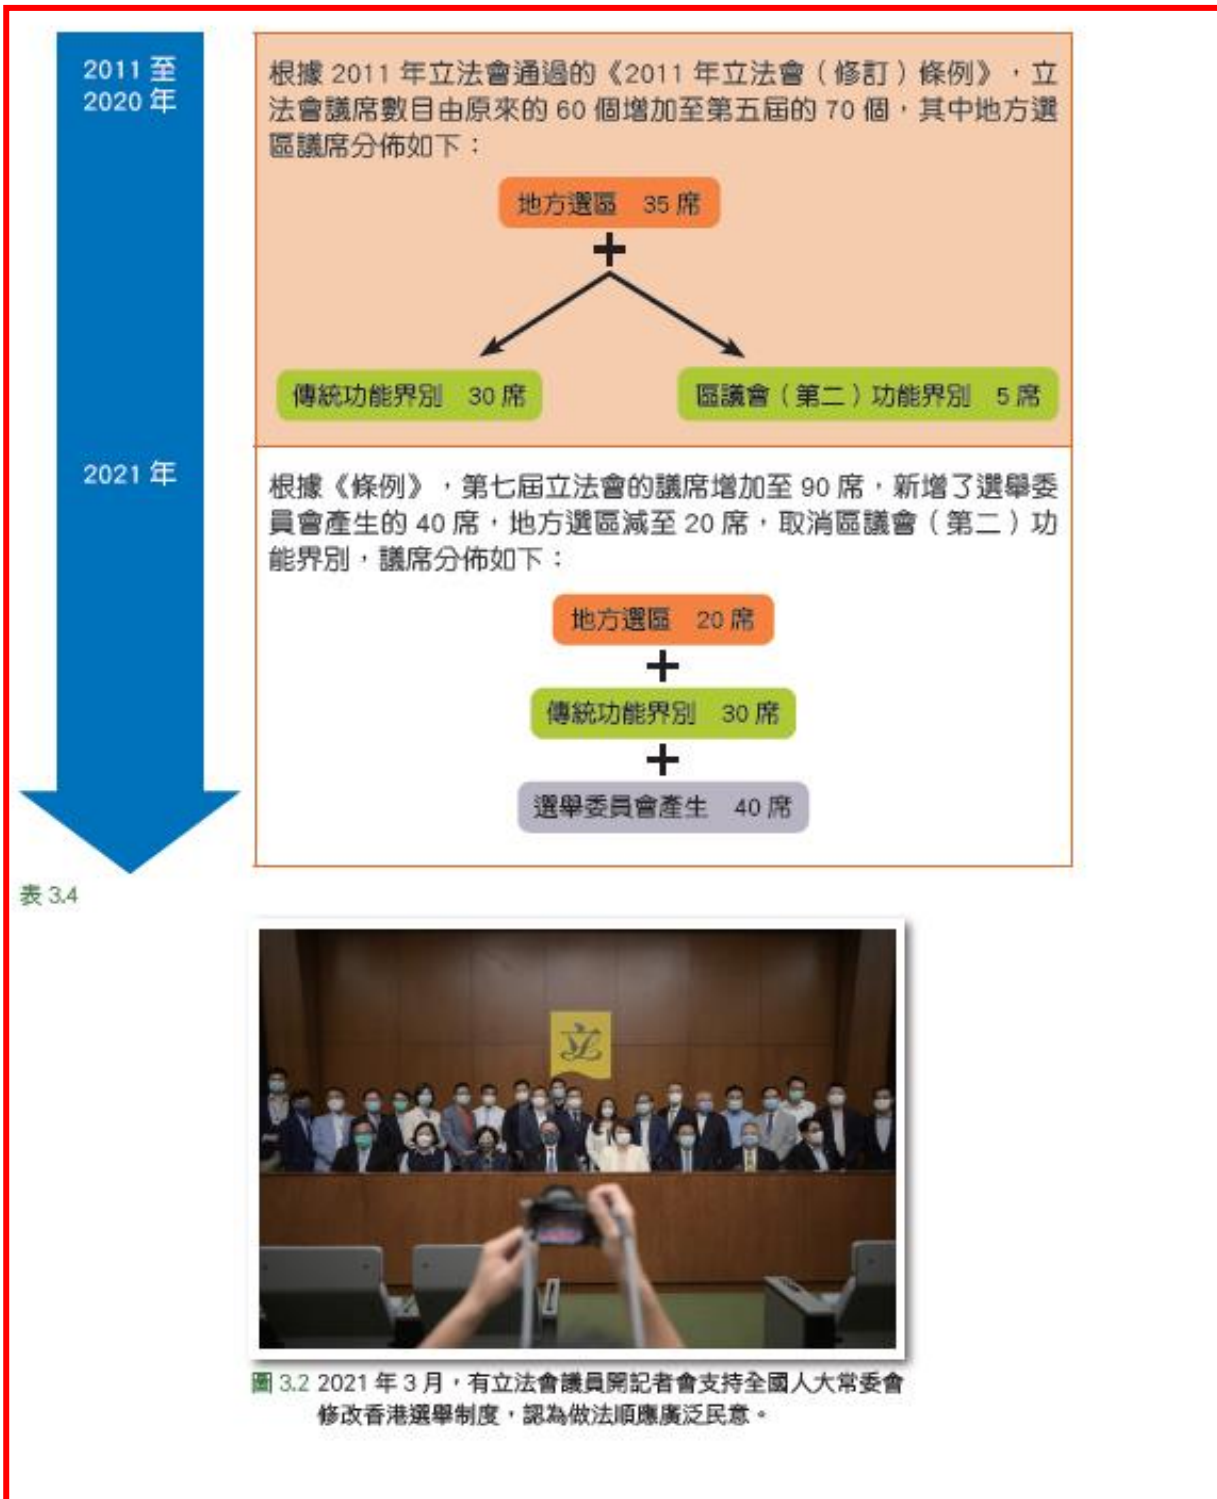 2011 至
2020 年
根據 2011 年立法會通過的《2011 年立法會（修訂）條例》，立
法會議席數目由原來的 60 個增加至第五屆的 70 個，其中地方選
區議席分佈如下：
地方選區 35 席
+
傳統功能界別 30 席
區議會（第二）功能界別 5 席
2021 年
根據《條例》，第七屆立法會的議席增加至 90 席，新增了選舉委
員會產生的 40 席，地方選區減至 20 席，取消區議會（第二）功
能界別，議席分佈如下：
地方選區 20 席
+
傳統功能界別 30 席
+
選舉委員會產生 40 席
表 3.4
立
圖 3.2 2021 年 3 月，有立法會議員開記者會支持全國人大常委會
修改香港選舉制度，認為做法順應廣泛民意。